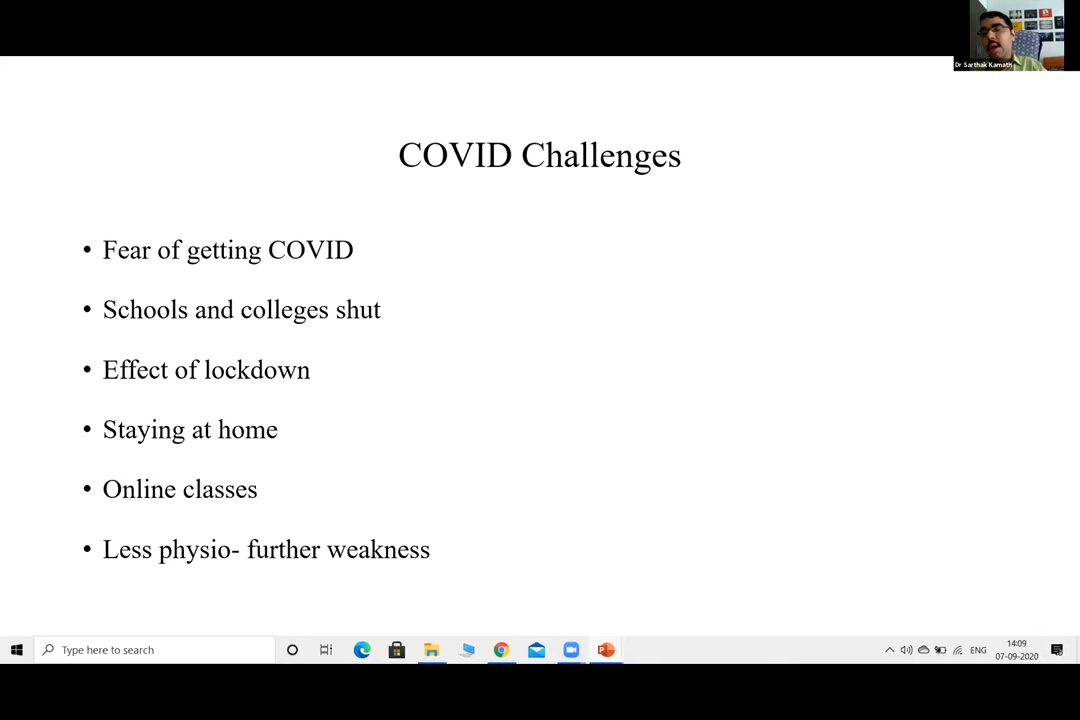 Dr Sarthak Kamath
COVID Challenges
• Fear of getting COVID
• Schools and colleges shut
• Effect of lockdown
• Staying at home
• Online classes
• Less physio- further weakness
Type here to search
ENG
14:09
07-09-2020